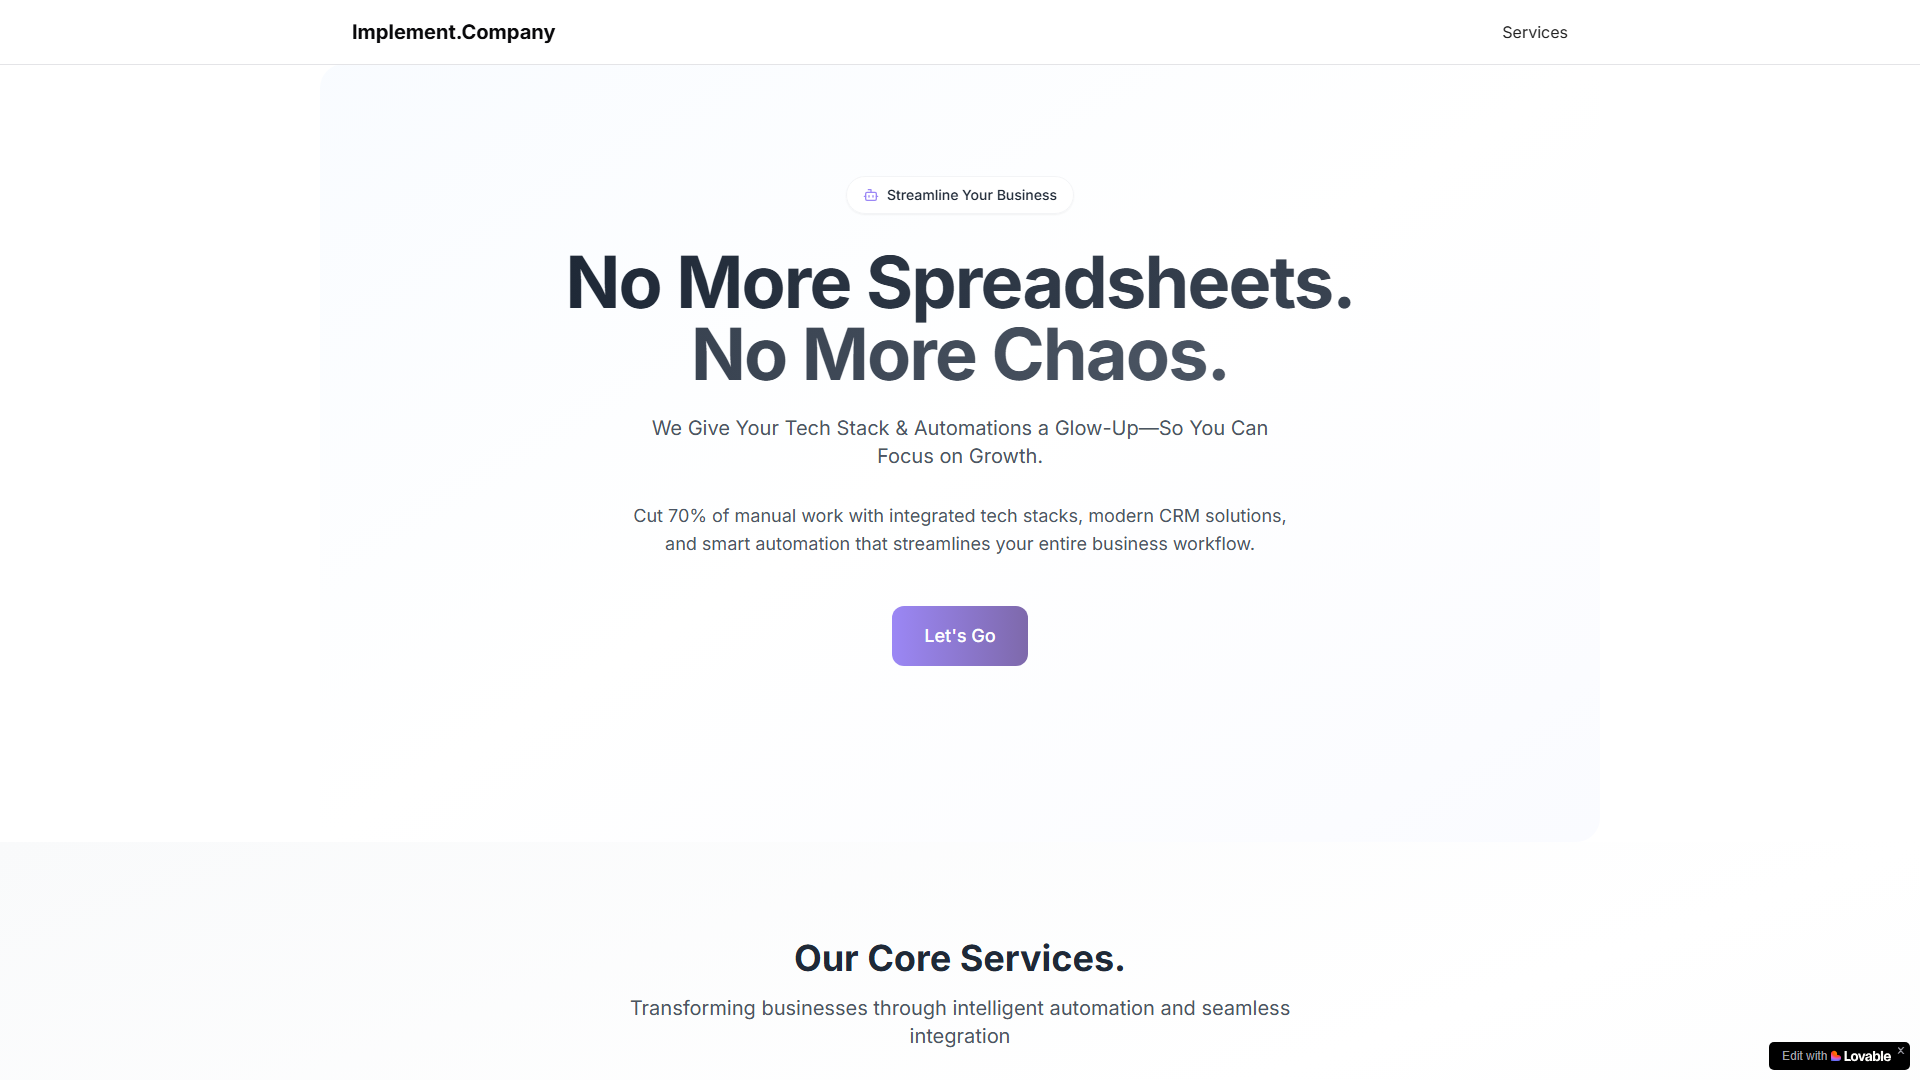 Implement.Company
Services
Streamline Your Business
No More Spreadsheets.
No More Chaos.
We Give Your Tech Stack & Automations a Glow-Up—So You Can
Focus on Growth.
Cut 70% of manual work with integrated tech stacks, modern CRM solutions,
and smart automation that streamlines your entire business workflow.
Let's Go
Our Core Services.
Transforming businesses through intelligent automation and seamless
integration
Edit with Lovable ×